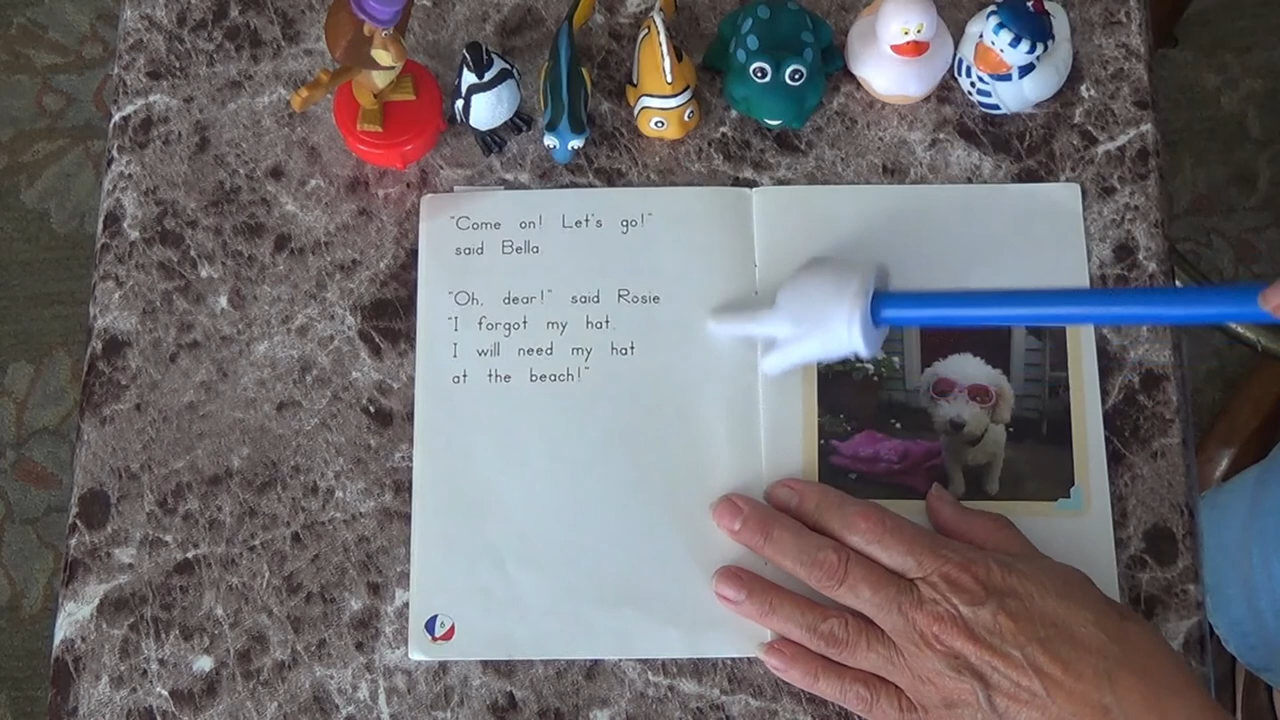 "Come on! Let's go!"
said Bella.
"Oh, dear!" said Rosie
"I forgot my hat.
I will need my hat
at the beach!"
6